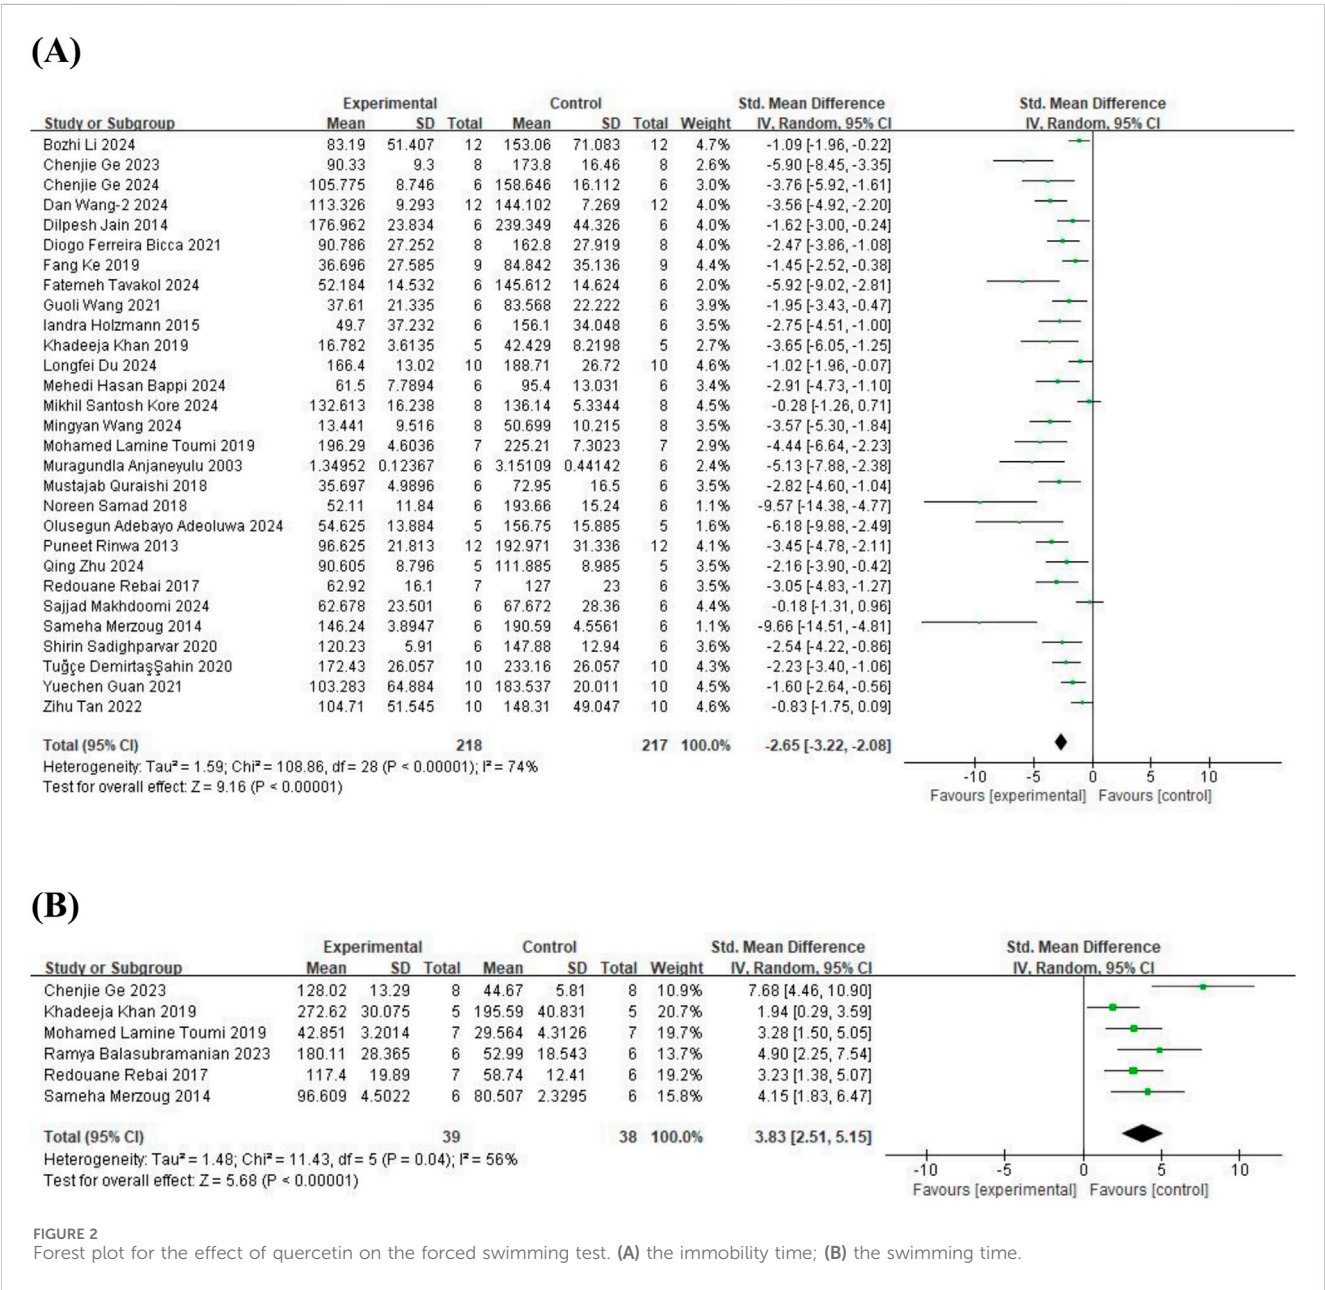 (A)
Experimental Control Std. Mean Difference Std. Mean Difference
Study or Subgroup Mean SD Total Mean SD Total Weight IV, Random, 95% CI IV, Random, 95% CI
Bozhi Li 2024 83.19 51.407 12 153.06 71.083 12 4.7% -1.09 [-1.96, -0.22]
Chenjie Ge 2023 90.33 9.3 8 173.8 16.46 8 2.6% -5.90 [-8.45, -3.35]
Chenjie Ge 2024 105.775 8.746 6 158.646 16.112 6 3.0% -3.76 [-5.92, -1.61]
Dan Wang-2 2024 113.326 9.293 12 144.102 7.269 12 4.0% -3.56 [-4.92, -2.20]
Dilpesh Jain 2014 176.962 23.834 6 239.349 44.326 6 4.0% -1.62 [-3.00, -0.24]
Diogo Ferreira Bicca 2021 90.786 27.252 8 162.8 27.919 8 4.0% -2.47 [-3.86, -1.08]
Fang Ke 2019 36.696 27.585 9 84.842 35.136 9 4.4% -1.45 [-2.52, -0.38]
Fatemeh Tavakol 2024 52.184 14.532 6 145.612 14.624 6 2.0% -5.92 [-9.02, -2.81]
Guoli Wang 2021 37.61 21.335 6 83.568 22.222 6 3.9% -1.95 [-3.43, -0.47]
Iandra Holzmann 2015 49.7 37.232 6 156.1 34.048 6 3.5% -2.75 [-4.51, -1.00]
Khadeeja Khan 2019 16.782 3.6135 5 42.429 8.2198 5 2.7% -3.65 [-6.05, -1.25]
Longfei Du 2024 166.4 13.02 10 188.71 26.72 10 4.6% -1.02 [-1.96, -0.07]
Mehedi Hasan Bappi 2024 61.5 7.7894 6 95.4 13.031 6 3.4% -2.91 [-4.73, -1.10]
Mikhil Santosh Kore 2024 132.613 16.238 8 136.14 5.3344 8 4.5% -0.28 [-1.26, 0.71]
Mingyan Wang 2024 13.441 9.516 8 50.699 10.215 8 3.5% -3.57 [-5.30, -1.84]
Mohamed Lamine Toumi 2019 196.29 4.6036 7 225.21 7.3023 7 2.9% -4.44 [-6.64, -2.23]
Muragundla Anjaneyulu 2003 1.34952 0.12367 6 3.15109 0.44142 6 2.4% -5.13 [-7.88, -2.38]
Mustajab Quraishi 2018 35.697 4.9896 6 72.95 16.5 6 3.5% -2.82 [-4.60, -1.04]
Noreen Samad 2018 52.11 11.84 6 193.66 15.24 6 1.1% -9.57 [-14.38, -4.77]
Olusegun Adebayo Adeoluwa 2024 54.625 13.884 5 156.75 15.885 5 1.6% -6.18 [-9.88, -2.49]
Puneet Rinwa 2013 96.625 21.813 12 192.971 31.336 12 4.1% -3.45 [-4.78, -2.11]
Qing Zhu 2024 90.605 8.796 5 111.885 8.985 5 3.5% -2.16 [-3.90, -0.42]
Redouane Rebai 2017 62.92 16.1 7 127 23 6 3.5% -3.05 [-4.83, -1.27]
Sajjad Makhdoomi 2024 62.678 23.501 6 67.672 28.36 6 4.4% -0.18 [-1.31, 0.96]
Sameha Merzoug 2014 146.24 3.8947 6 190.59 4.5561 6 1.1% -9.66 [-14.51, -4.81]
Shirin Sadighparvar 2020 120.23 5.91 6 147.88 12.94 6 3.6% -2.54 [-4.22, -0.86]
Tuğçe DemirtaşŞahin 2020 172.43 26.057 10 233.16 26.057 10 4.3% -2.23 [-3.40, -1.06]
Yuechen Guan 2021 103.283 64.884 10 183.537 20.011 10 4.5% -1.60 [-2.64, -0.56]
Zihu Tan 2022 104.71 51.545 10 148.31 49.047 10 4.6% -0.83 [-1.75, 0.09]
Total (95% CI) 218 217 100.0% -2.65 [-3.22, -2.08]
Heterogeneity: Tau² = 1.59; Chi² = 108.86, df = 28 (P < 0.00001); I² = 74%
Test for overall effect: Z = 9.16 (P < 0.00001)
-10 -5 0 5 10
Favours [experimental] Favours [control]
(B)
Experimental Control Std. Mean Difference Std. Mean Difference
Study or Subgroup Mean SD Total Mean SD Total Weight IV, Random, 95% CI IV, Random, 95% CI
Chenjie Ge 2023 128.02 13.29 8 44.67 5.81 8 10.9% 7.68 [4.46, 10.90]
Khadeeja Khan 2019 272.62 30.075 5 195.59 40.831 5 20.7% 1.94 [0.29, 3.59]
Mohamed Lamine Toumi 2019 42.851 3.2014 7 29.564 4.3126 7 19.7% 3.28 [1.50, 5.05]
Ramya Balasubramanian 2023 180.11 28.365 6 52.99 18.543 6 13.7% 4.90 [2.25, 7.54]
Redouane Rebai 2017 117.4 19.89 7 58.74 12.41 6 19.2% 3.23 [1.38, 5.07]
Sameha Merzoug 2014 96.609 4.5022 6 80.507 2.3295 6 15.8% 4.15 [1.83, 6.47]
Total (95% CI) 39 38 100.0% 3.83 [2.51, 5.15]
Heterogeneity: Tau² = 1.48; Chi² = 11.43, df = 5 (P = 0.04); I² = 56%
Test for overall effect: Z = 5.68 (P < 0.00001)
-10 -5 0 5 10
Favours [experimental] Favours [control]
FIGURE 2
Forest plot for the effect of quercetin on the forced swimming test. (A) the immobility time; (B) the swimming time.